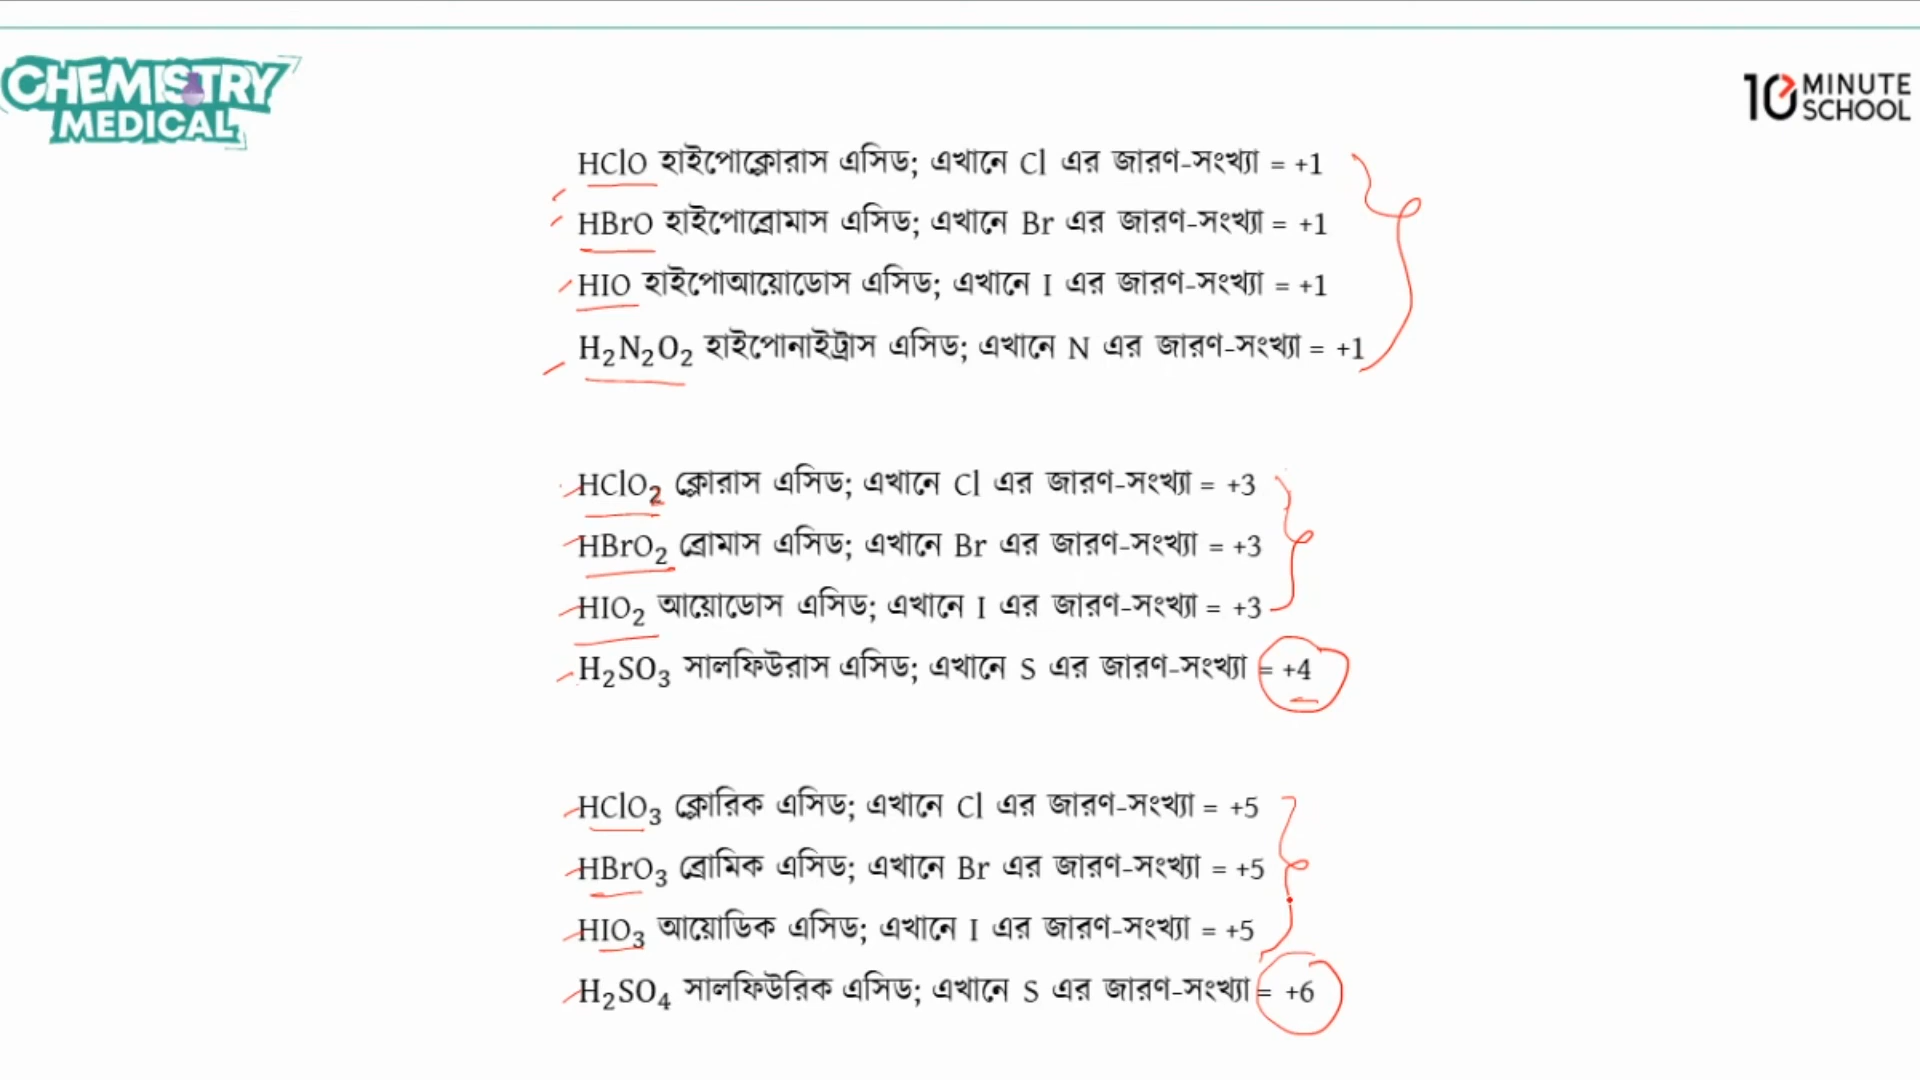 CHEMISTRY
MEDICAL
10 MINUTE
SCHOOL
HClO হাইপোক্লোরাস এসিড; এখানে Cl এর জারণ-সংখ্যা = +1
HBrO হাইপোব্রোমাস এসিড; এখানে Br এর জারণ-সংখ্যা = +1
HIO হাইপোআয়োডোস এসিড; এখানে I এর জারণ-সংখ্যা = +1
H₂N₂O₂ হাইপোনাইট্রাস এসিড; এখানে N এর জারণ-সংখ্যা = +1
HClO₂ ক্লোরাস এসিড; এখানে Cl এর জারণ-সংখ্যা = +3
HBrO₂ ব্রোমাস এসিড; এখানে Br এর জারণ-সংখ্যা = +3
HIO₂ আয়োডোস এসিড; এখানে I এর জারণ-সংখ্যা = +3
H₂SO₃ সালফিউরাস এসিড; এখানে S এর জারণ-সংখ্যা = +4
HClO₃ ক্লোরিক এসিড; এখানে Cl এর জারণ-সংখ্যা = +5
HBrO₃ ব্রোমিক এসিড; এখানে Br এর জারণ-সংখ্যা = +5
HIO₃ আয়োডিক এসিড; এখানে I এর জারণ-সংখ্যা = +5
H₂SO₄ সালফিউরিক এসিড; এখানে S এর জারণ-সংখ্যা = +6